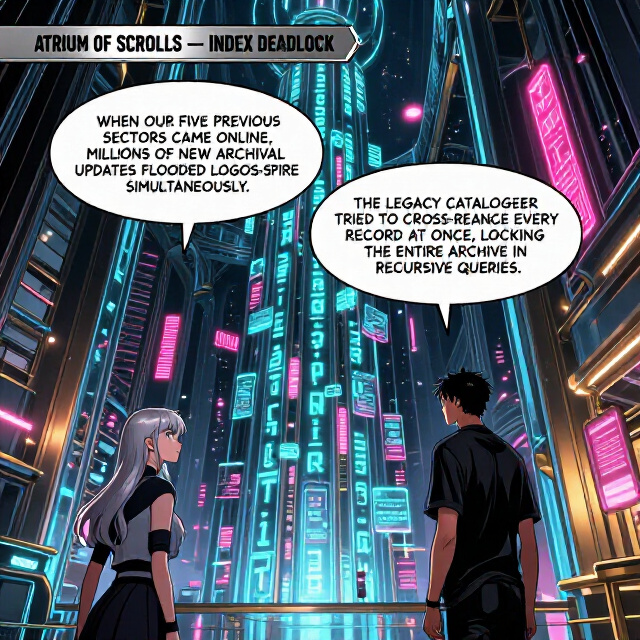 ATRIUM OF SCROLLS — INDEX DEADLOCK
WHEN OUR FIVE PREVIOUS
SECTORS CAME ONLINE,
MILLIONS OF NEW ARCHIVAL
UPDATES FLOODED LOGOS-SPIRE
SIMULTANEOUSLY.
THE LEGACY CATALOGEER
TRIED TO CROSS-REANCE EVERY
RECORD AT ONCE, LOCKING
THE ENTIRE ARCHIVE IN
RECURSIVE QUERIES.